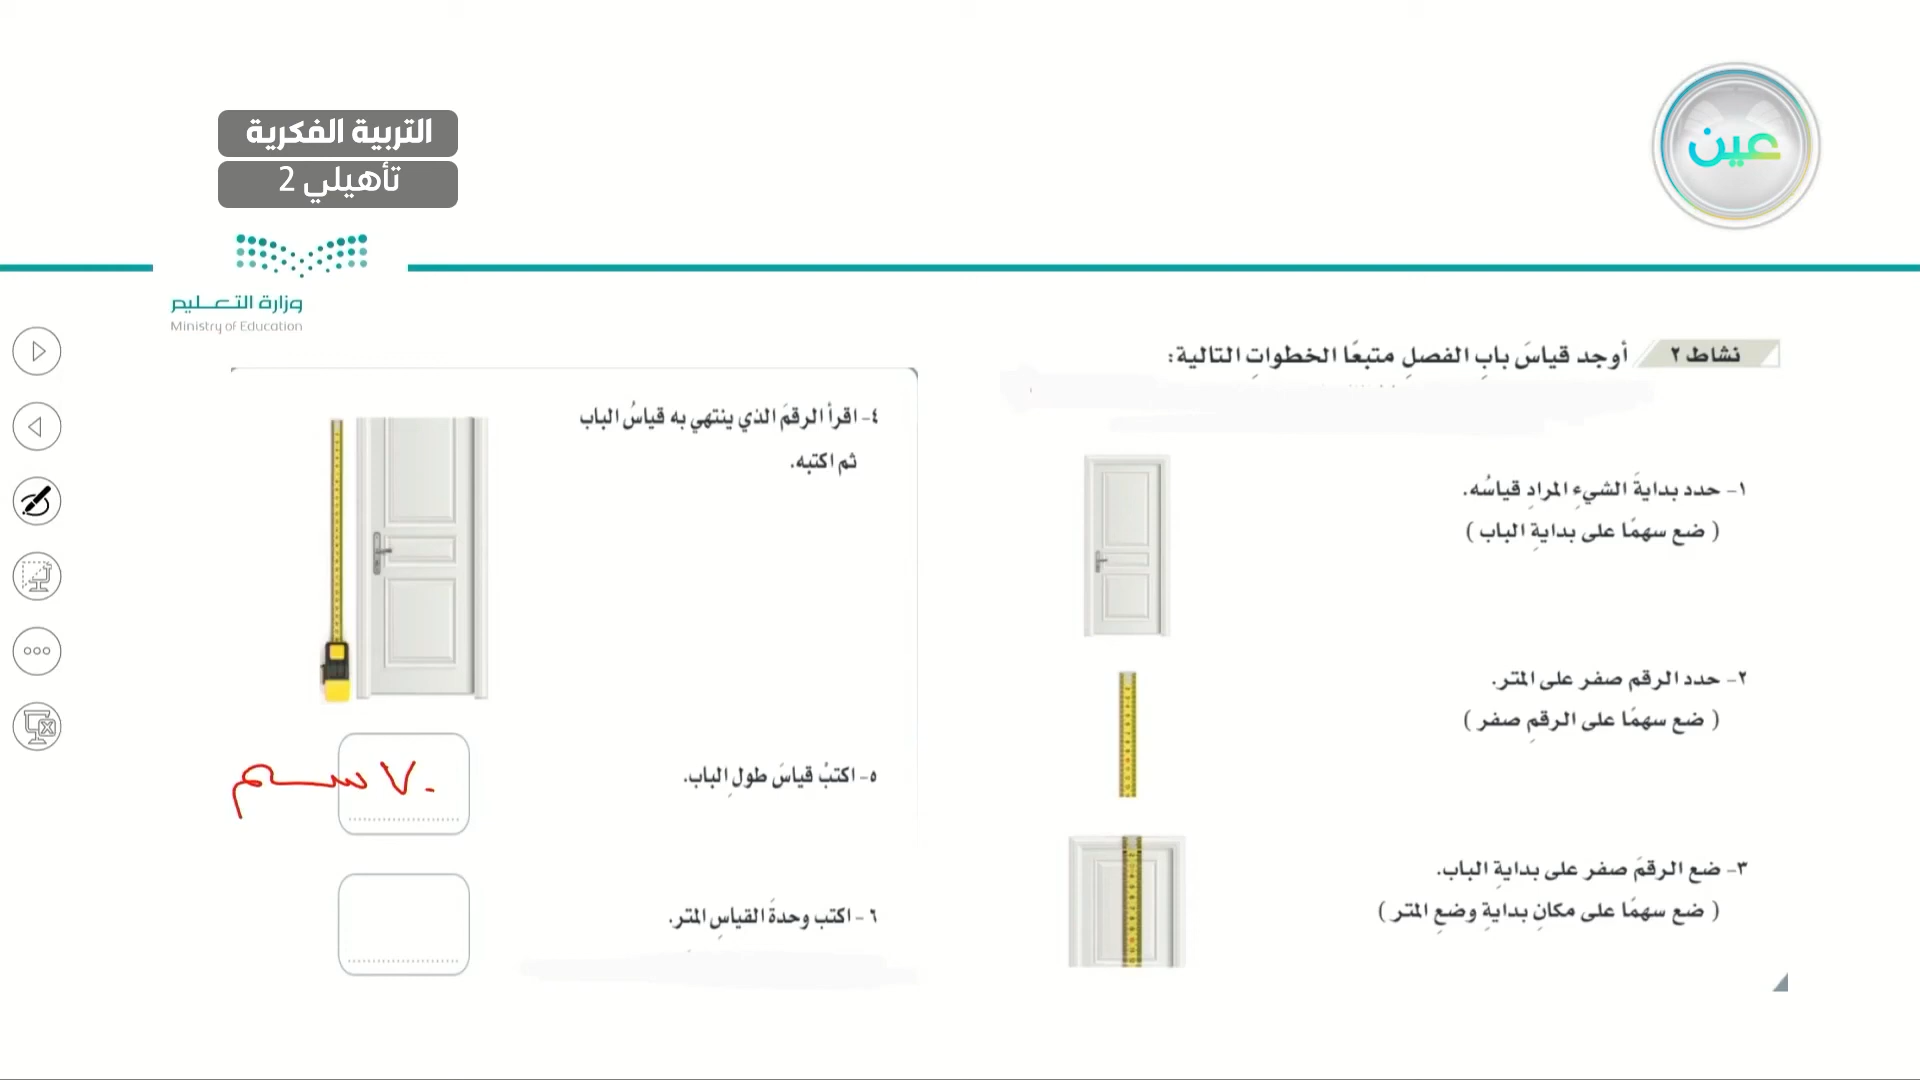 التربية الفكرية
تأهيلي 2
عين
وزارة التعليم
Ministry of Education
نشاط ٢
أوجد قياسَ بابِ الفصلِ متبعًا الخطواتِ التالية:
١- حدد بدايةَ الشيءِ المرادِ قياسُه.
( ضع سهمًا على بدايةِ الباب )
٢- حدد الرقم صفر على المتر.
( ضع سهمًا على الرقمِ صفر )
٣- ضع الرقمَ صفر على بدايةِ الباب.
( ضع سهمًا على مكانِ بدايةِ وضعِ المتر )
٤- اقرأ الرقمَ الذي ينتهي به قياسُ الباب
ثم اكتبه.
٥- اكتبُ قياسَ طولِ الباب.
٧٠ سم
٦- اكتب وحدةَ القياسِ المتر.